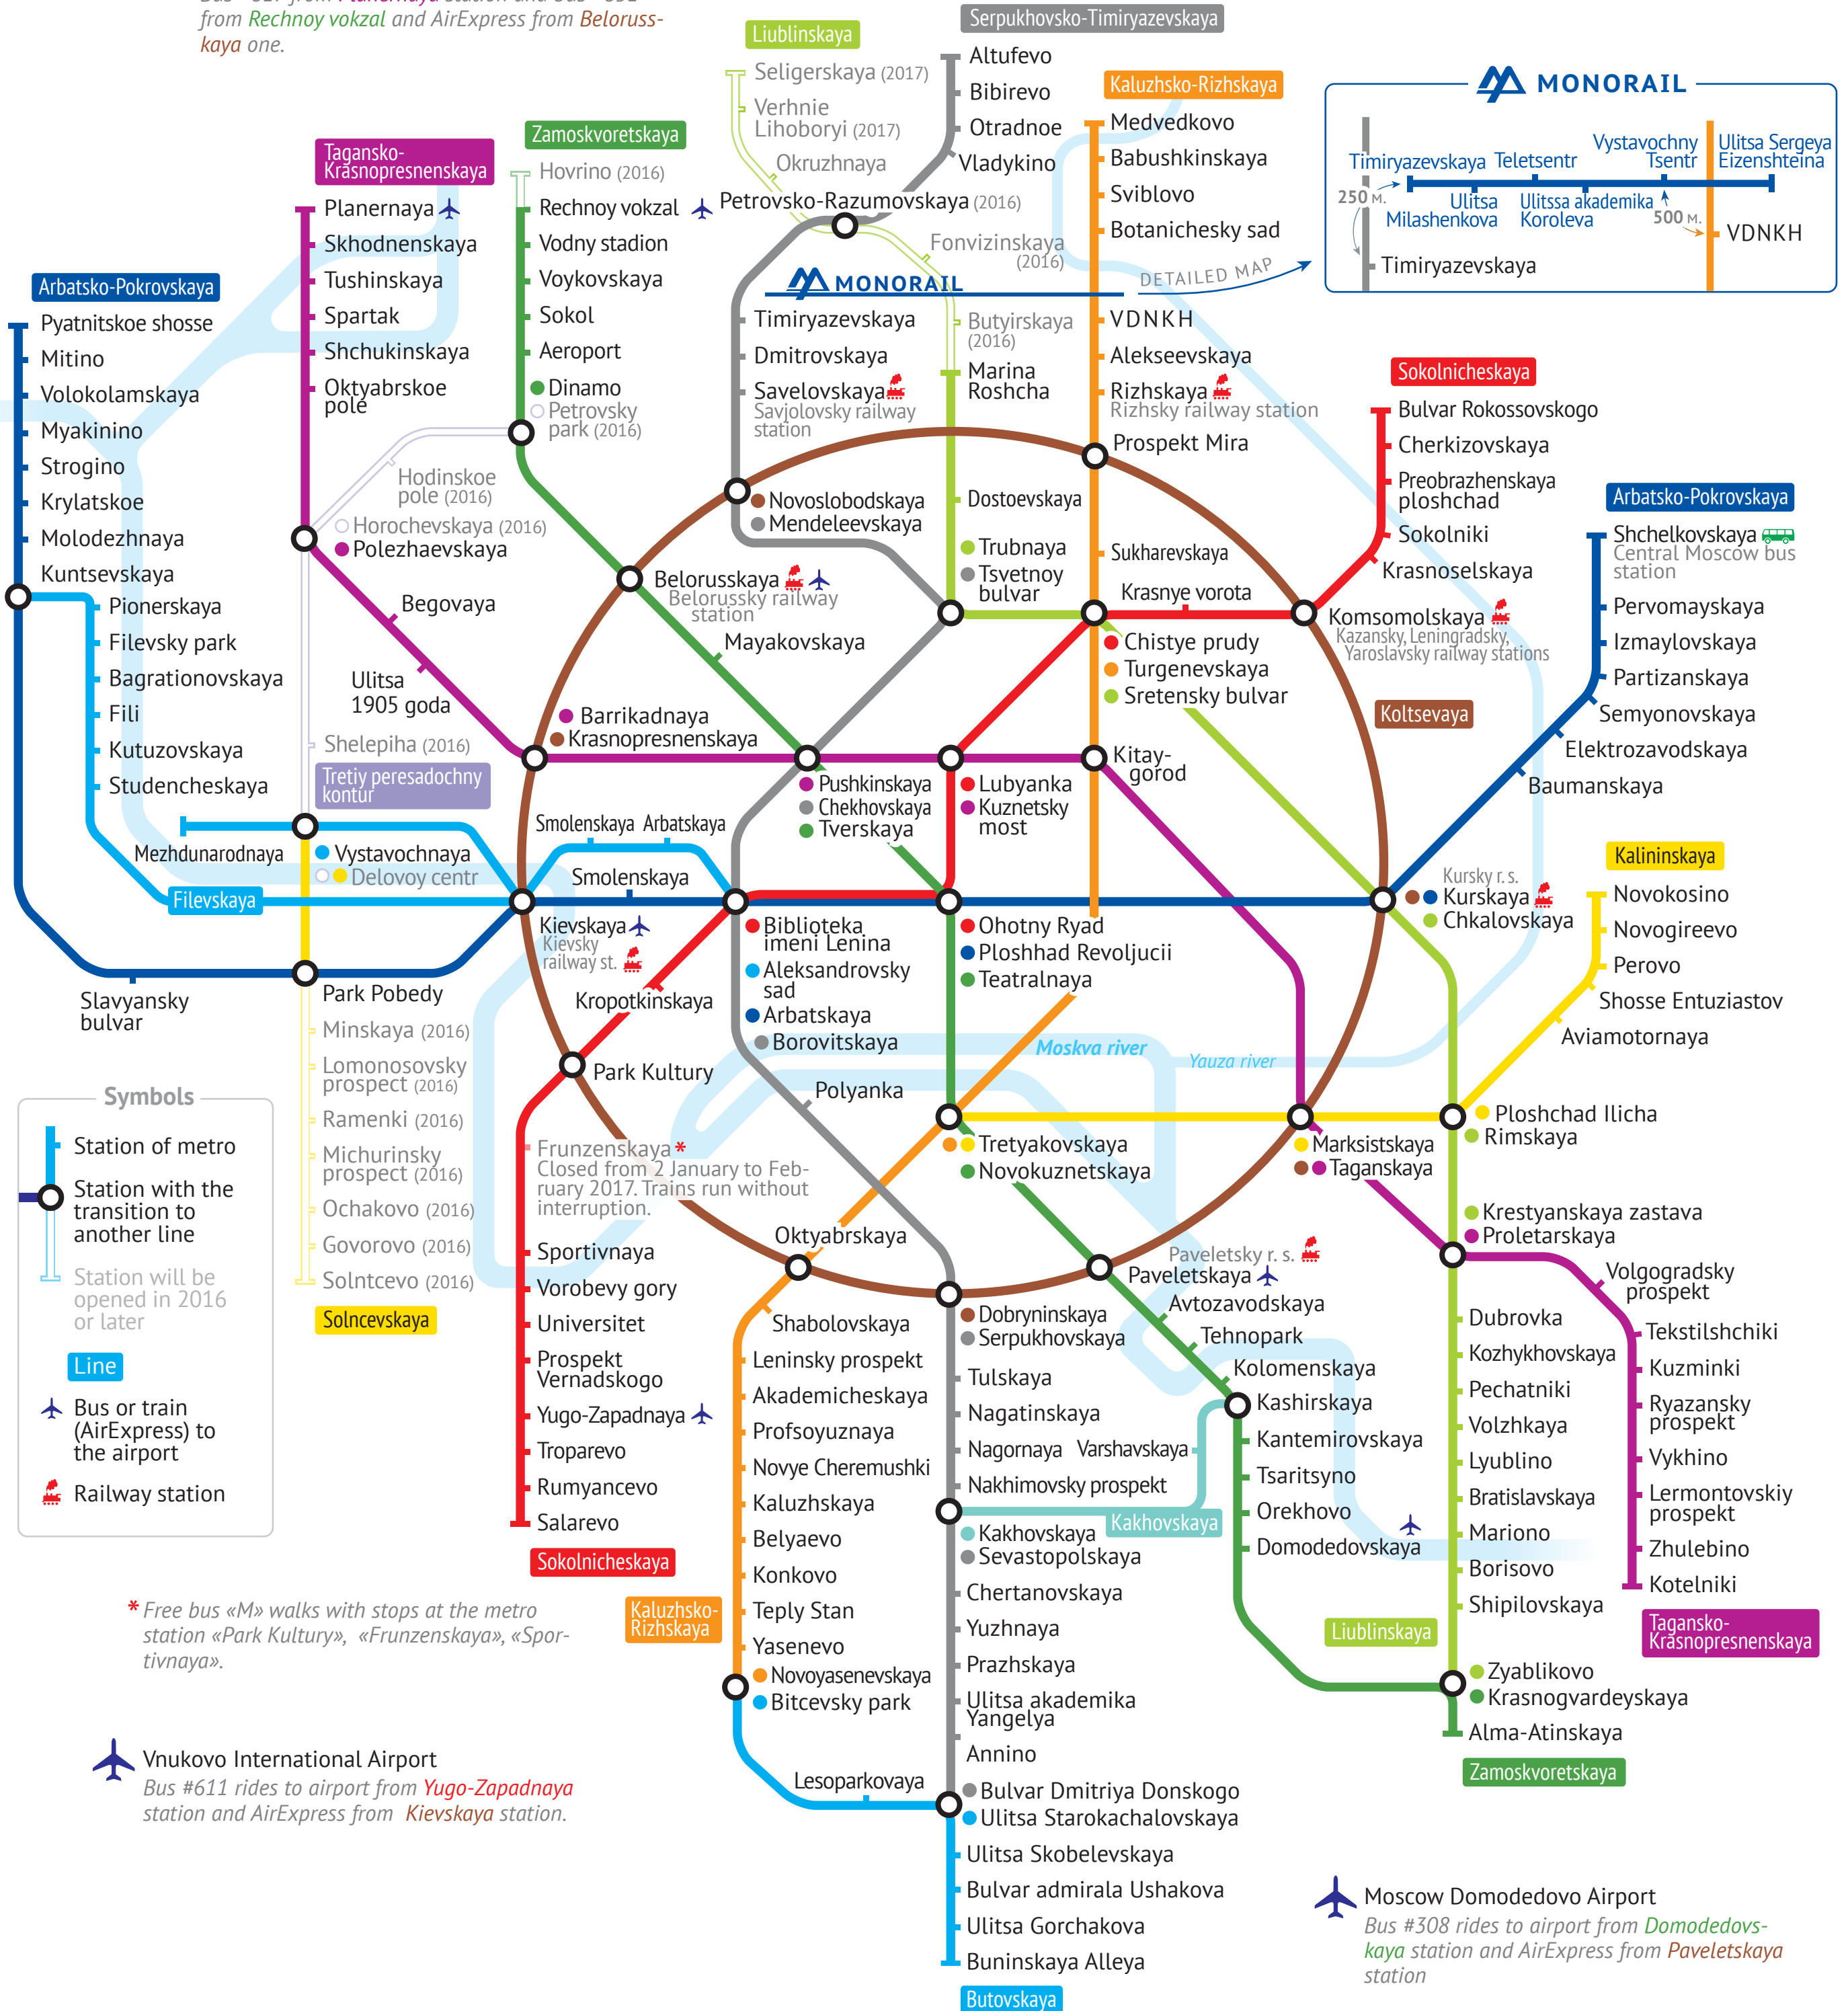 from Rechnoy vokzal and AirExpress from Beloruss-
kaya one.
Liublinskaya
Seligerskaya (2017)
Verhnie
Lihoboryi (2017)
Okruzhnaya
Petrovsko-Razumovskaya (2016)
Fonvizinskaya
(2016)
Butyirskaya
(2016)
Marina
Roshcha
Dostoevskaya
Trubnaya
Tsvetnoy
bulvar
Serpukhovsko-Timiryazevskaya
Altufevo
Bibirevo
Otradnoe
Vladykino
MONORAIL
DETAILED MAP
Timiryazevskaya
Dmitrovskaya
Savelovskaya
Savjolovsky railway
station
Novoslobodskaya
Mendeleevskaya
Kaluzhsko-Rizhskaya
Medvedkovo
Babushkinskaya
Sviblovo
Botanichesky sad
VDNKH
Alekseevskaya
Rizhskaya
Rizhsky railway station
Prospekt Mira
Sukharevskaya
MONORAIL
Timiryazevskaya
Teletsentr
Vystavochny
Tsentr
Ulitsa Sergeya
Eizenshteina
250 м.
Ulitsa
Milashenkova
Ulitssa akademika
Koroleva
500 м.
VDNKH
Timiryazevskaya
Tagansko-
Krasnopresnenskaya
Planernaya
Skhodnenskaya
Tushinskaya
Spartak
Shchukinskaya
Oktyabrskoe
pole
Hodinskoe
pole (2016)
Horochevskaya (2016)
Polezhaevskaya
Begovaya
Ulitsa
1905 goda
Barrikadnaya
Krasnopresnenskaya
Zamoskvoretskaya
Hovrino (2016)
Rechnoy vokzal
Vodny stadion
Voykovskaya
Sokol
Aeroport
Dinamo
Petrovsky
park (2016)
Belorusskaya
Belorussky railway
station
Mayakovskaya
Arbatsko-Pokrovskaya
Pyatnitskoe shosse
Mitino
Volokolamskaya
Myakinino
Strogino
Krylatskoe
Molodezhnaya
Kuntsevskaya
Pionerskaya
Filevsky park
Bagrationovskaya
Fili
Kutuzovskaya
Studencheskaya
Shelepiha (2016)
Tretiy peresadochny
kontur
Mezhdunarodnaya
Vystavochnaya
Delovoy centr
Filevskaya
Slavyansky
bulvar
Park Pobedy
Minskaya (2016)
Lomonosovsky
prospect (2016)
Ramenki (2016)
Michurinsky
prospect (2016)
Ochakovo (2016)
Govorovo (2016)
Solntcevo (2016)
Solncevskaya
Sokolnicheskaya
Bulvar Rokossovskogo
Cherkizovskaya
Preobrazhenskaya
ploshchad
Sokolniki
Krasnoselskaya
Krasnye vorota
Komsomolskaya
Kazansky, Leningradsky,
Yaroslavsky railway stations
Chistye prudy
Turgenevskaya
Sretensky bulvar
Koltsevaya
Arbatsko-Pokrovskaya
Shchelkovskaya
Central Moscow bus
station
Pervomayskaya
Izmaylovskaya
Partizanskaya
Semyonovskaya
Elektrozavodskaya
Baumanskaya
Pushkinskaya
Chekhovskaya
Tverskaya
Lubyanka
Kuznetsky
most
Kitay-
gorod
Smolenskaya
Arbatskaya
Smolenskaya
Kievskaya
Kievsky
railway st.
Biblioteka
imeni Lenina
Aleksandrovsky
sad
Arbatskaya
Borovitskaya
Ohotny Ryad
Ploshhad Revoljucii
Teatralnaya
Kursky r. s.
Kurskaya
Chkalovskaya
Kalininskaya
Novokosino
Novogireevo
Perovo
Shosse Entuziastov
Aviamotornaya
Kropotkinskaya
Park Kultury
Polyanka
Moskva river
Yauza river
Ploshchad Ilicha
Rimskaya
Tretyakovskaya
Novokuznetskaya
Marksistskaya
Taganskaya
Frunzenskaya *
Closed from 2 January to Feb-
ruary 2017. Trains run without
interruption.
Sportivnaya
Vorobevy gory
Universitet
Prospekt
Vernadskogo
Yugo-Zapadnaya
Troparevo
Rumyancevo
Salarevo
Sokolnicheskaya
Oktyabrskaya
Shabolovskaya
Leninsky prospekt
Akademicheskaya
Profsoyuznaya
Novye Cheremushki
Kaluzhskaya
Belyaevo
Konkovo
Teply Stan
Yasenevo
Novoyasenevskaya
Bitcevsky park
Kaluzhsko-
Rizhskaya
Lesoparkovaya
Dobryninskaya
Serpukhovskaya
Tulskaya
Nagatinskaya
Nagornaya
Varshavskaya
Nakhimovsky prospekt
Kakhovskaya
Kakhovskaya
Sevastopolskaya
Chertanovskaya
Yuzhnaya
Prazhskaya
Ulitsa akademika
Yangelya
Annino
Bulvar Dmitriya Donskogo
Ulitsa Starokachalovskaya
Ulitsa Skobelevskaya
Bulvar admirala Ushakova
Ulitsa Gorchakova
Buninskaya Alleya
Butovskaya
Paveletsky r. s.
Paveletskaya
Avtozavodskaya
Tehnopark
Kolomenskaya
Kashirskaya
Kantemirovskaya
Tsaritsyno
Orekhovo
Domodedovskaya
Krestyanskaya zastava
Proletarskaya
Dubrovka
Kozhykhovskaya
Pechatniki
Volzhkaya
Lyublino
Bratislavskaya
Mariono
Borisovo
Shipilovskaya
Liublinskaya
Zyablikovo
Krasnogvardeyskaya
Alma-Atinskaya
Zamoskvoretskaya
Volgogradsky
prospekt
Tekstilshchiki
Kuzminki
Ryazansky
prospekt
Vykhino
Lermontovskiy
prospekt
Zhulebino
Kotelniki
Tagansko-
Krasnopresnenskaya
Symbols
Station of metro
Station with the
transition to
another line
Station will be
opened in 2016
or later
Line
Bus or train
(AirExpress) to
the airport
Railway station
* Free bus «M» walks with stops at the metro
station «Park Kultury», «Frunzenskaya», «Spor-
tivnaya».
Vnukovo International Airport
Bus #611 rides to airport from Yugo-Zapadnaya
station and AirExpress from Kievskaya station.
Moscow Domodedovo Airport
Bus #308 rides to airport from Domodedovs-
kaya station and AirExpress from Paveletskaya
station